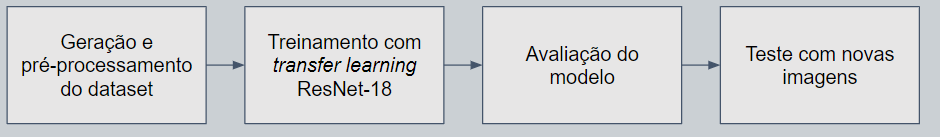 Geração e
pré-processamento
do dataset
Treinamento com
transfer learning
ResNet-18
Avaliação do
modelo
Teste com novas
imagens